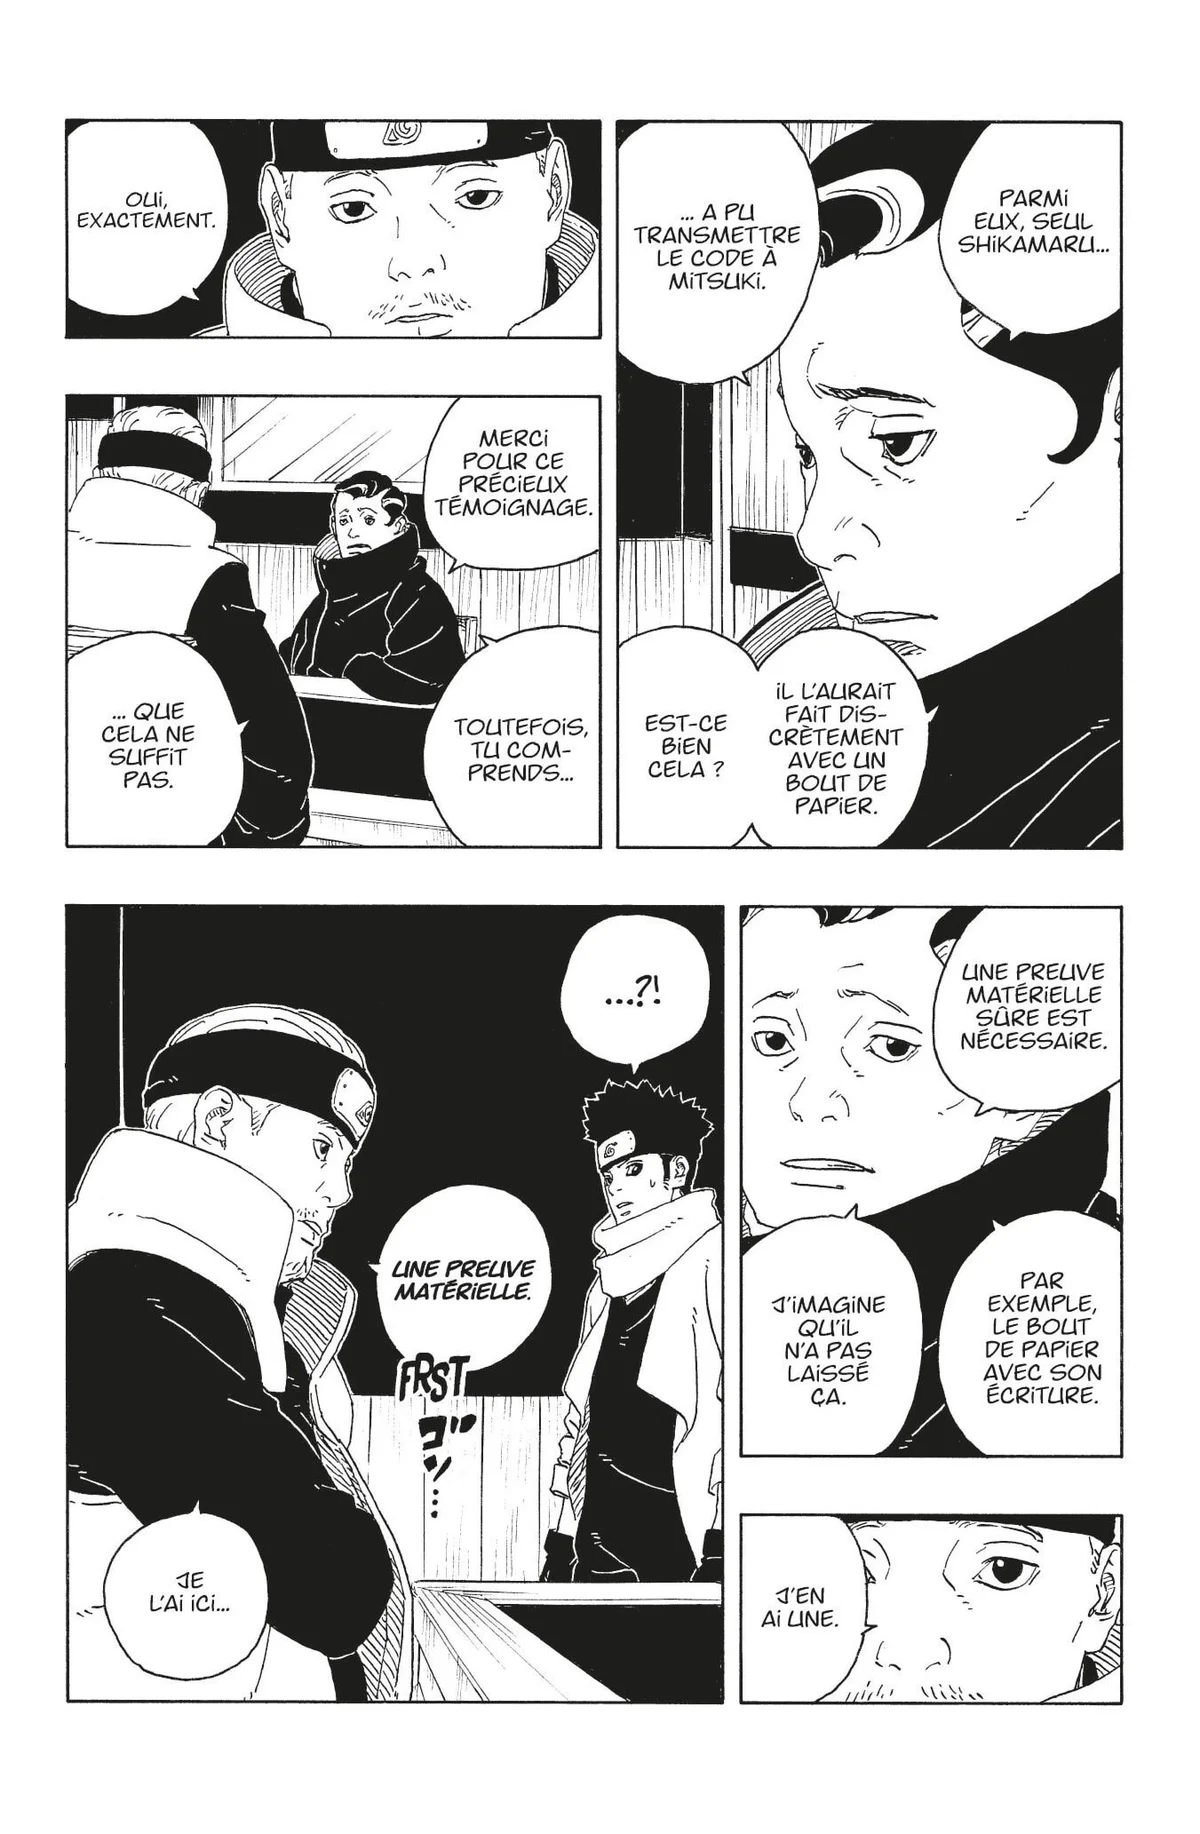 PARMI
EUX, SEUL
SHIKAMARU...
... A PU
TRANSMETTRE
LE CODE À
MITSUKI.
IL L'AURAIT
FAIT DIS-
CRÈTEMENT
AVEC UN
BOUT DE
PAPIER.
EST-CE
BIEN
CELA ?
OUI,
EXACTEMENT.
MERCI
POUR CE
PRÉCIEUX
TÉMOIGNAGE.
TOUTEFOIS,
TU COM-
PRENDS...
... QUE
CELA NE
SUFFIT
PAS.
UNE PREUVE
MATÉRIELLE
SÛRE EST
NÉCESSAIRE.
PAR
EXEMPLE,
LE BOUT
DE PAPIER
AVEC SON
ÉCRITURE.
J'IMAGINE
QU'IL
N'A PAS
LAISSÉ
ÇA.
J'EN
AI UNE.
...?!
UNE PREUVE
MATÉRIELLE.
FRST
ゴソ...
JE
L'AI ICI...